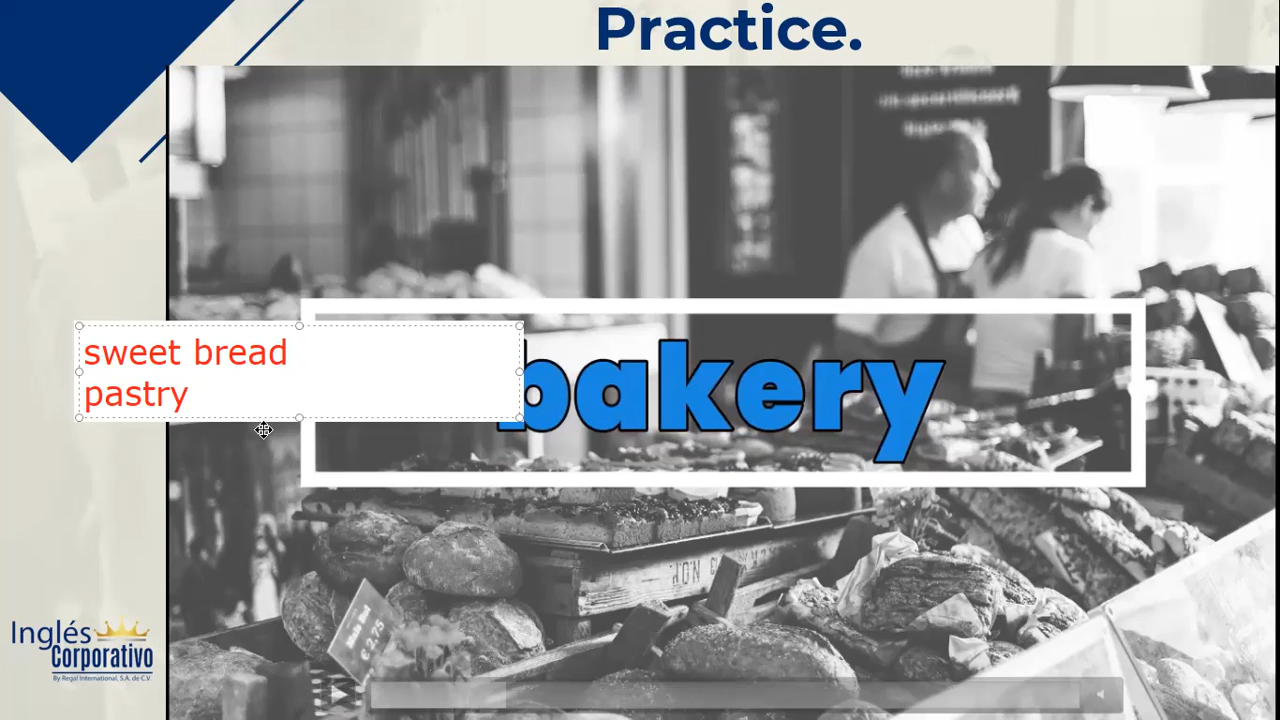 Practice.
sweet bread
pastry
bakery
Inglés
Corporativo
By Regal International, S.A. de C.V.